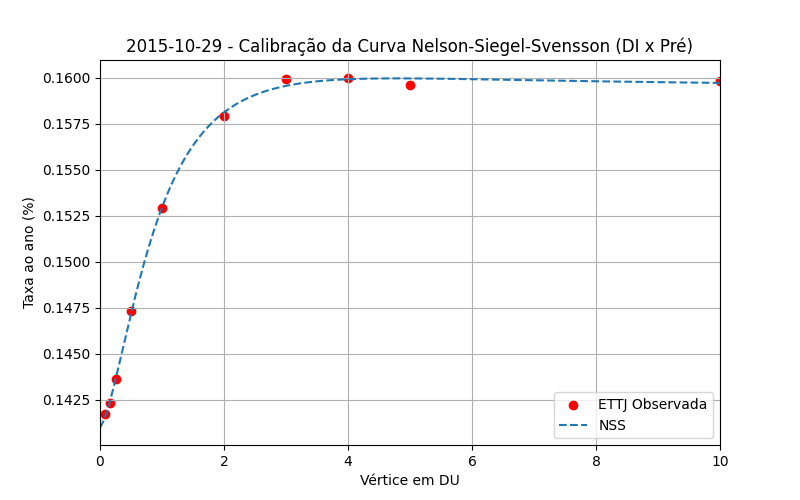 2015-10-29 - Calibração da Curva Nelson-Siegel-Svensson (DI x Pré)
Taxa ao ano (%)
0.1600
0.1575
0.1550
0.1525
0.1500
0.1475
0.1450
0.1425
ETTJ Observada
NSS
0 2 4 6 8 10
Vértice em DU